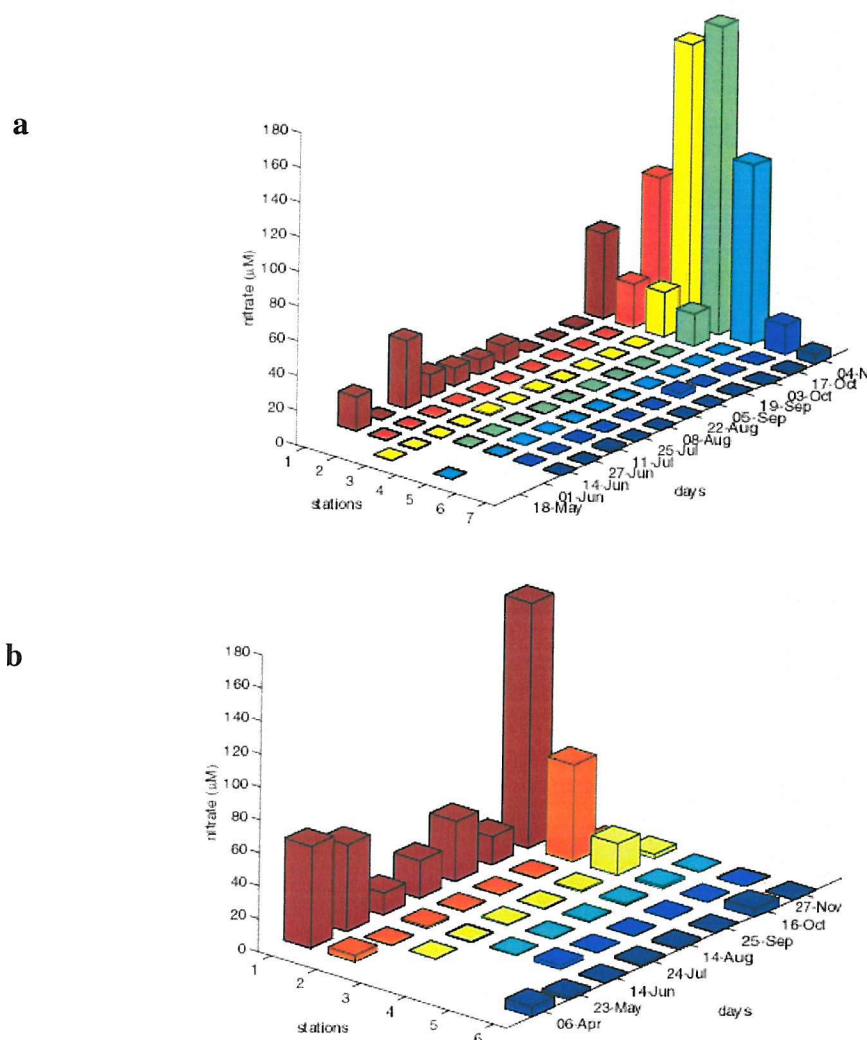 a
180
160
140
120
100
80
60
40
20
0
nitrate (μM)
1
2
3
4
5
6
7
stations
18-May
01-Jun
14-Jun
27-Jun
11-Jul
25-Jul
08-Aug
22-Aug
05-Sep
19-Sep
03-Oct
17-Oct
04-N
days
b
180
160
140
120
100
80
60
40
20
0
nitrate (μM)
1
2
3
4
5
6
stations
06-Apr
23-May
14-Jun
24-Jul
14-Aug
25-Sep
16-Oct
27-Nov
days